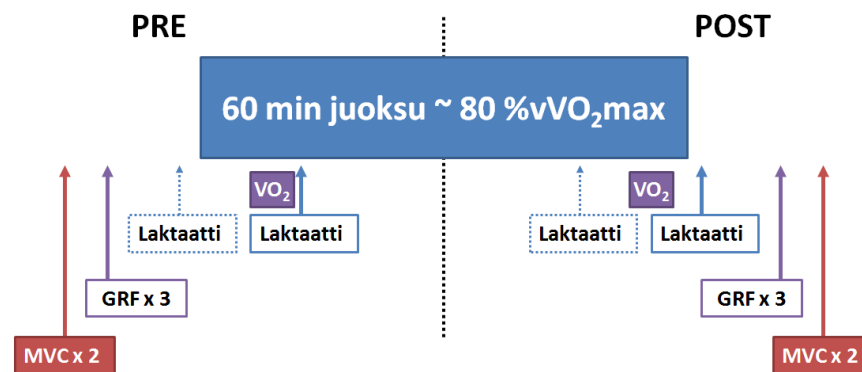 PRE
POST
60 min juoksu ~ 80 %vVO₂max
VO₂
VO₂
Laktaatti
Laktaatti
Laktaatti
Laktaatti
GRF x 3
GRF x 3
MVC x 2
MVC x 2